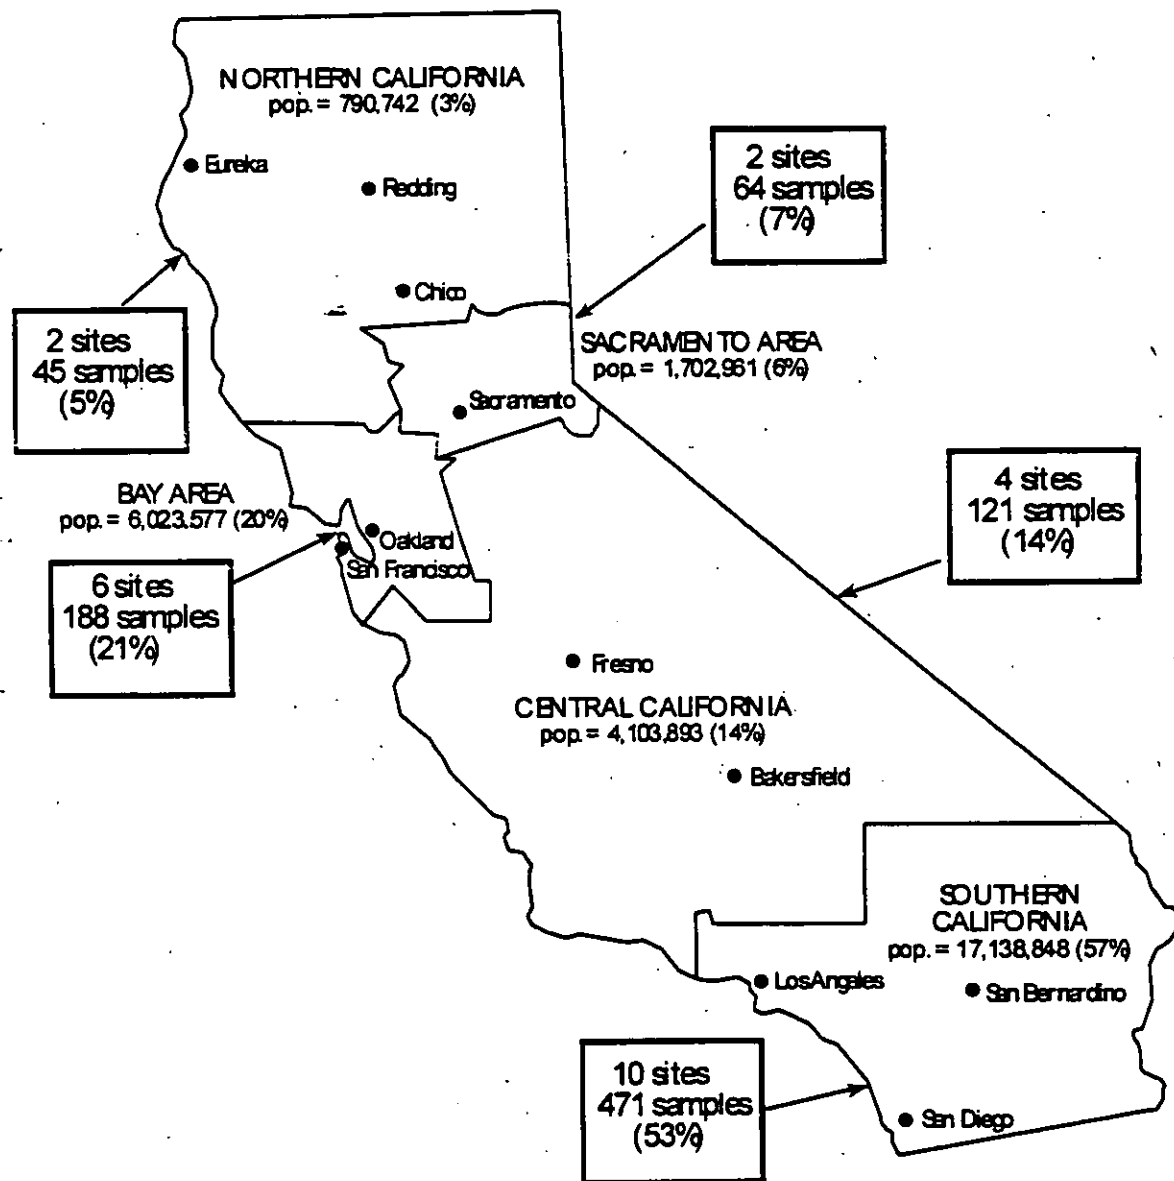 NORTHERN CALIFORNIA
pop. = 790,742 (3%)
Eureka
Redding
Chico
2 sites
64 samples
(7%)
2 sites
45 samples
(5%)
SACRAMENTO AREA
pop. = 1,702,961 (6%)
Sacramento
BAY AREA
pop. = 6,023,577 (20%)
Oakland
San Francisco
6 sites
188 samples
(21%)
4 sites
121 samples
(14%)
Fresno
CENTRAL CALIFORNIA
pop. = 4,103,893 (14%)
Bakersfield
SOUTHERN
CALIFORNIA
pop. = 17,138,848 (57%)
Los Angales
San Bernardino
10 sites
471 samples
(53%)
San Diego